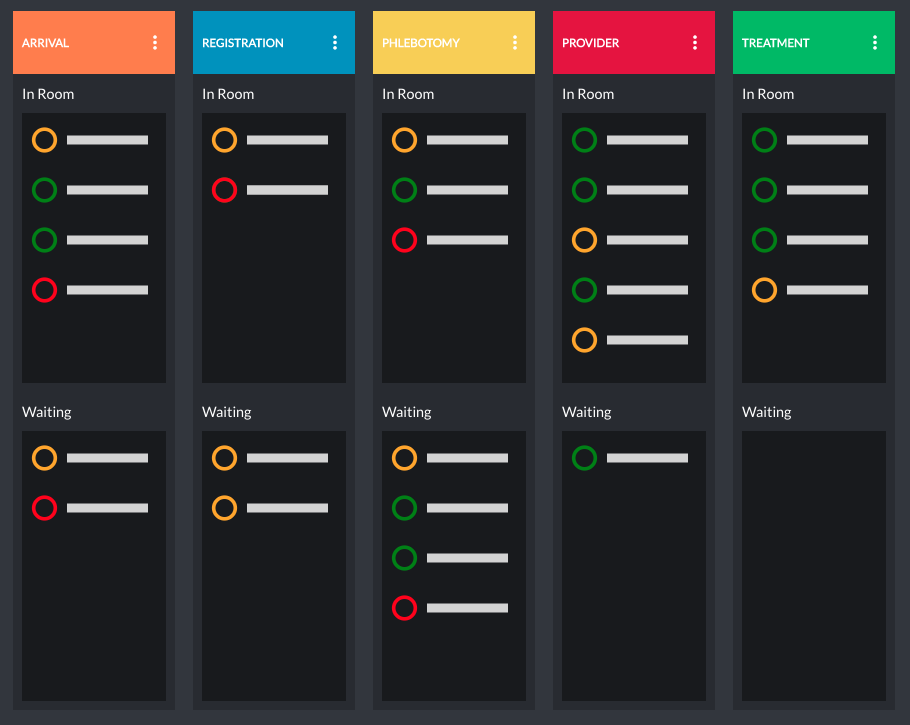 ARRIVAL
In Room
Waiting
REGISTRATION
In Room
Waiting
PHLEBOTOMY
In Room
Waiting
PROVIDER
In Room
Waiting
TREATMENT
In Room
Waiting